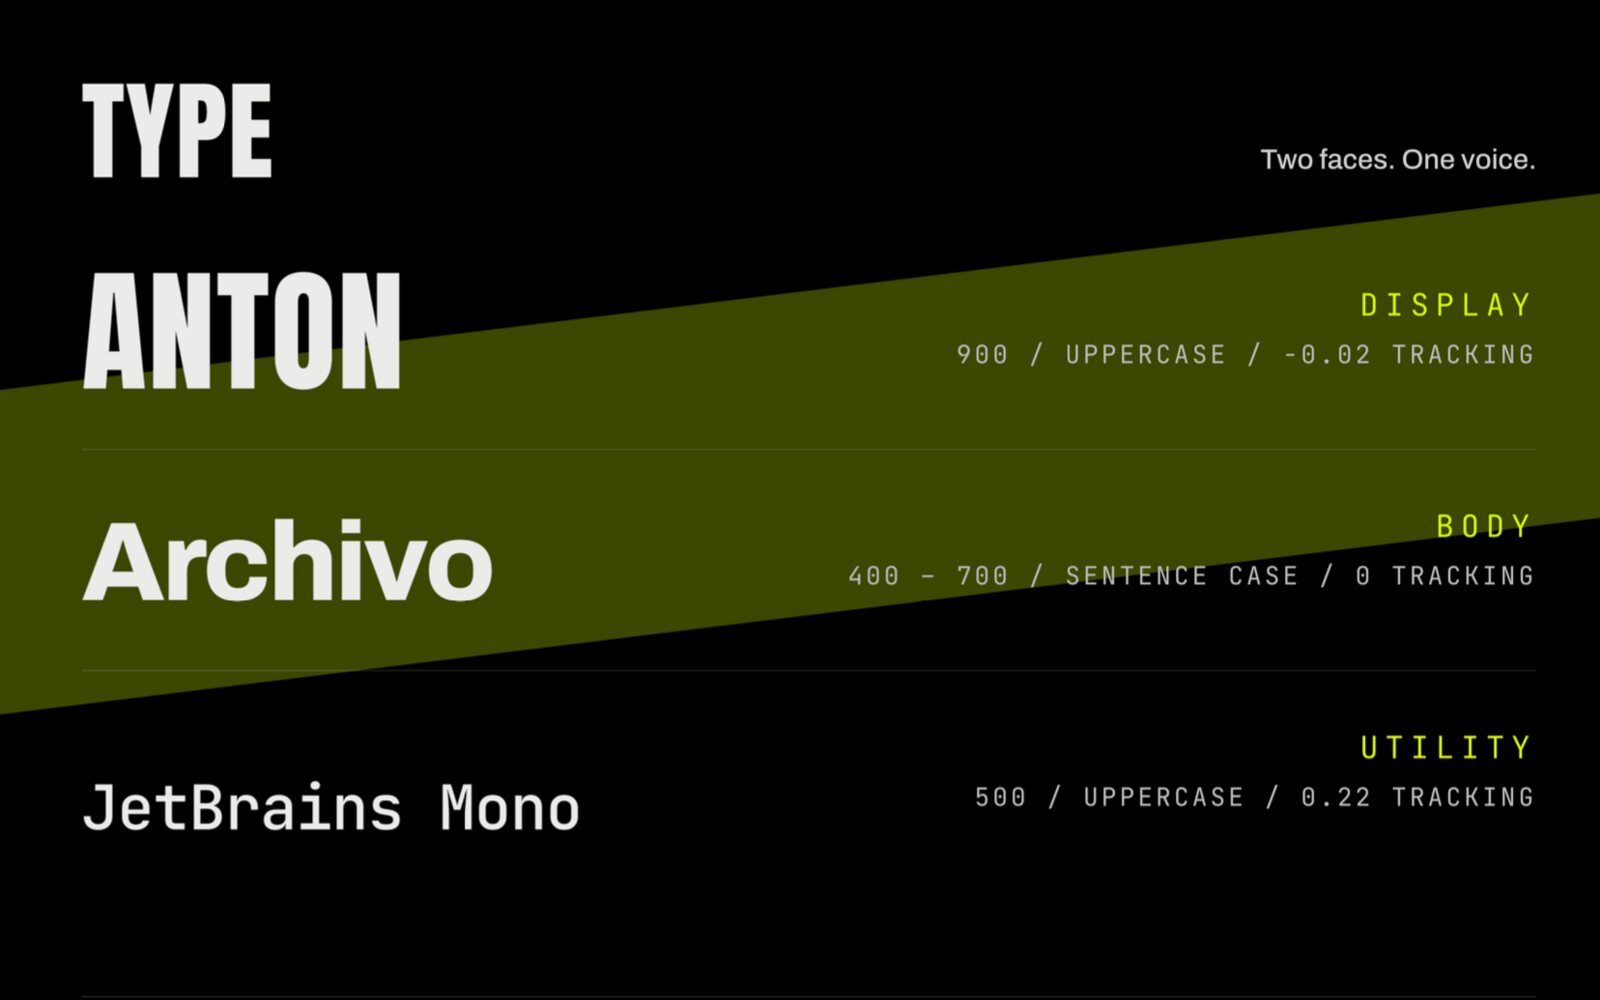 TYPE
Two faces. One voice.
ANTON
DISPLAY
900 / UPPERCASE / -0.02 TRACKING
Archivo
BODY
400 – 700 / SENTENCE CASE / 0 TRACKING
JetBrains Mono
UTILITY
500 / UPPERCASE / 0.22 TRACKING